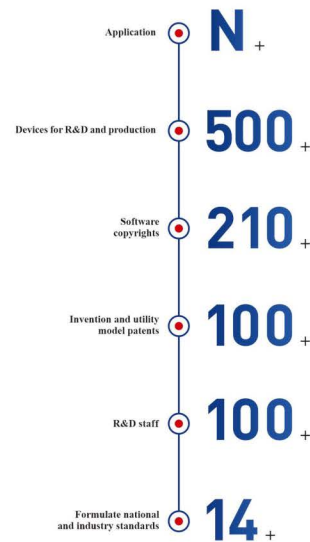 Application
N+
Devices for R&D and production
500+
Software
copyrights
210+
Invention and utility
model patents
100+
R&D staff
100+
Formulate national
and industry standards
14+